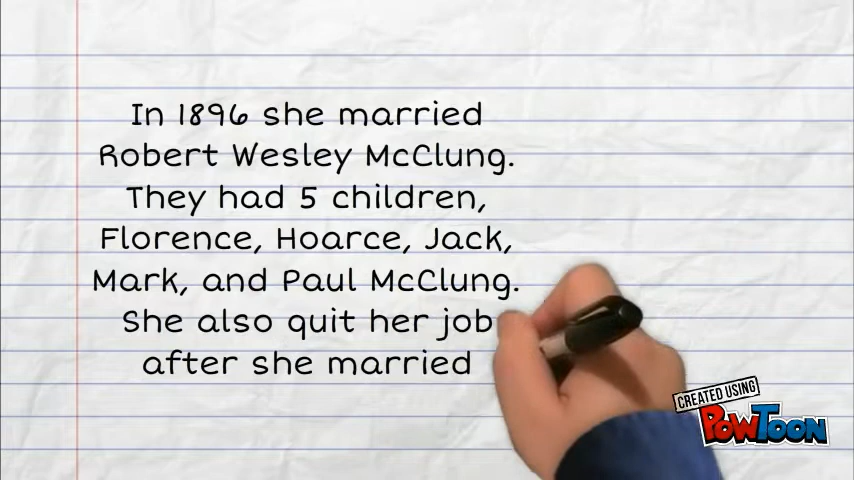 In 1896 she married
Robert Wesley McClung.
They had 5 children,
Florence, Hoarce, Jack,
Mark, and Paul McClung.
She also quit her job
after she married
CREATED USING
POWTOON